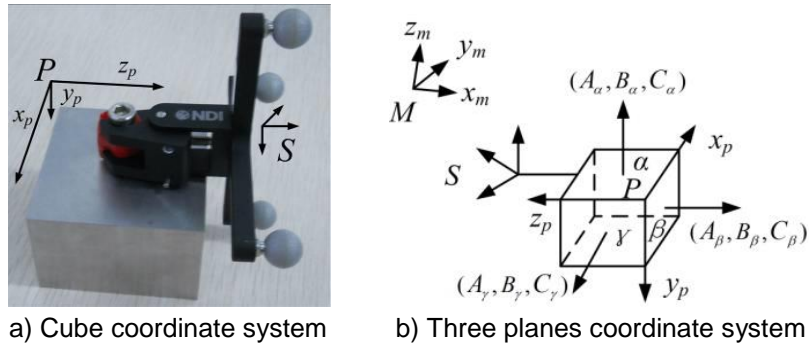 P
z_p
y_p
x_p
NDI
S
a) Cube coordinate system
z_m
y_m
x_m
M
(A_α, B_α, C_α)
x_p
α
S
P
z_p
β
(A_β, B_β, C_β)
γ
(A_γ, B_γ, C_γ)
y_p
b) Three planes coordinate system